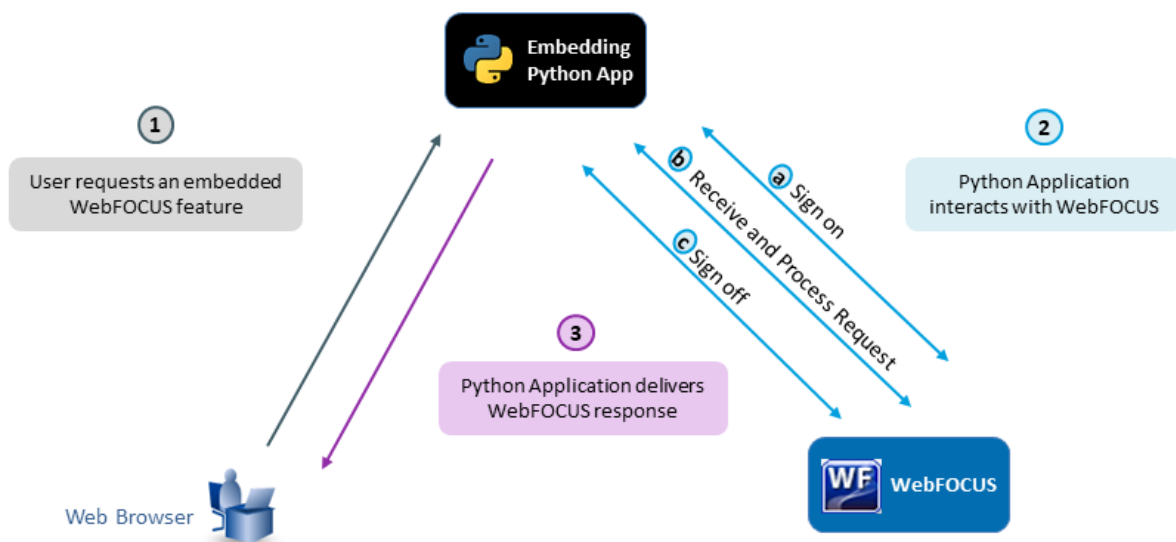 Embedding
Python App
1
User requests an embedded
WebFOCUS feature
2
Python Application
interacts with WebFOCUS
a Sign on
b Receive and Process Request
c Sign off
3
Python Application delivers
WebFOCUS response
Web Browser
WF WebFOCUS